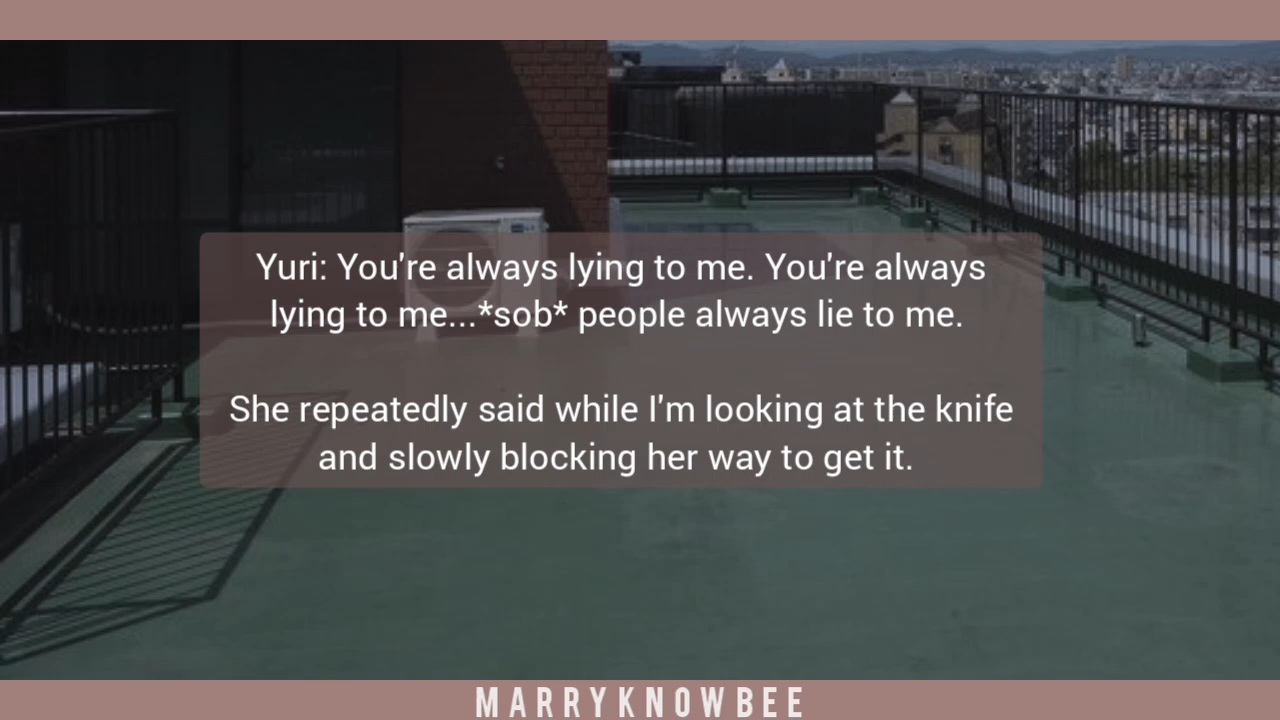 Yuri: You're always lying to me. You're always
lying to me...*sob* people always lie to me.
She repeatedly said while I'm looking at the knife
and slowly blocking her way to get it.
MARRYKNOWBEE